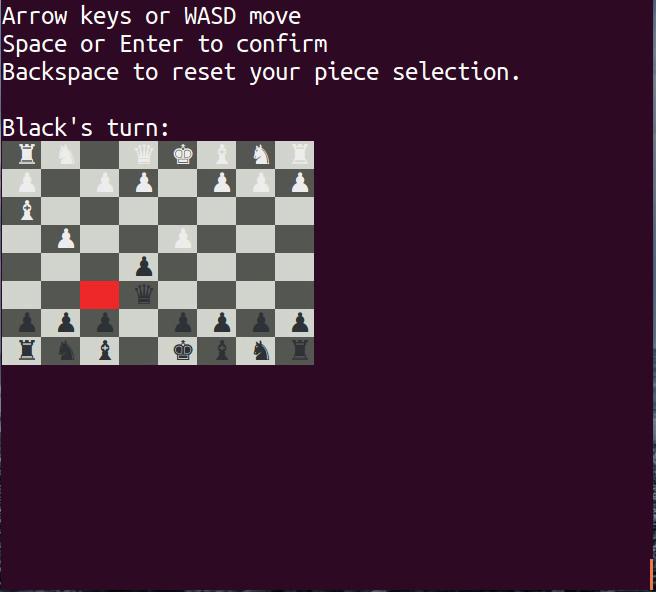 Arrow keys or WASD move
Space or Enter to confirm
Backspace to reset your piece selection.
Black's turn: